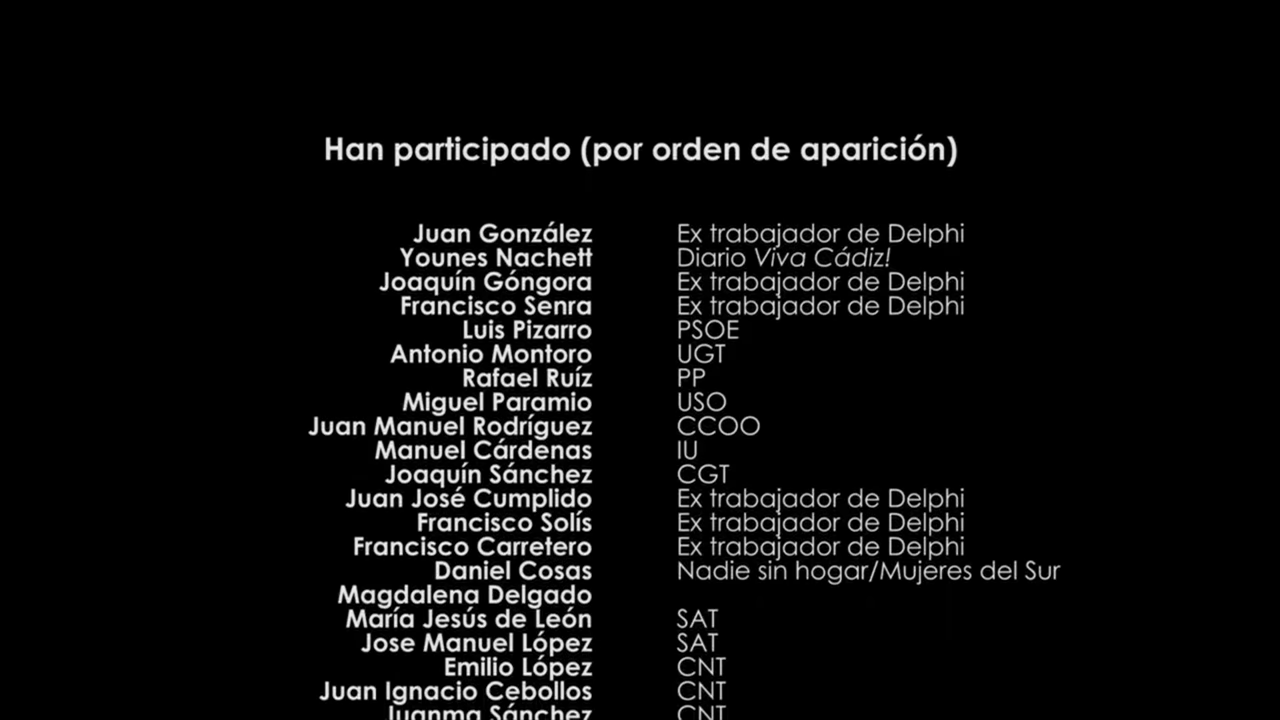 Han participado (por orden de aparición)
Juan González Ex trabajador de Delphi
Younes Nachett Diario Viva Cádiz!
Joaquín Góngora Ex trabajador de Delphi
Francisco Senra Ex trabajador de Delphi
Luis Pizarro PSOE
Antonio Montoro UGT
Rafael Ruíz PP
Miguel Paramio USO
Juan Manuel Rodríguez CCOO
Manuel Cárdenas IU
Joaquín Sánchez CGT
Juan José Cumplido Ex trabajador de Delphi
Francisco Solís Ex trabajador de Delphi
Francisco Carretero Ex trabajador de Delphi
Daniel Cosas Nadie sin hogar/Mujeres del Sur
Magdalena Delgado
María Jesús de León SAT
Jose Manuel López SAT
Emilio López CNT
Juan Ignacio Cebollos CNT
Juanma Sánchez CNT